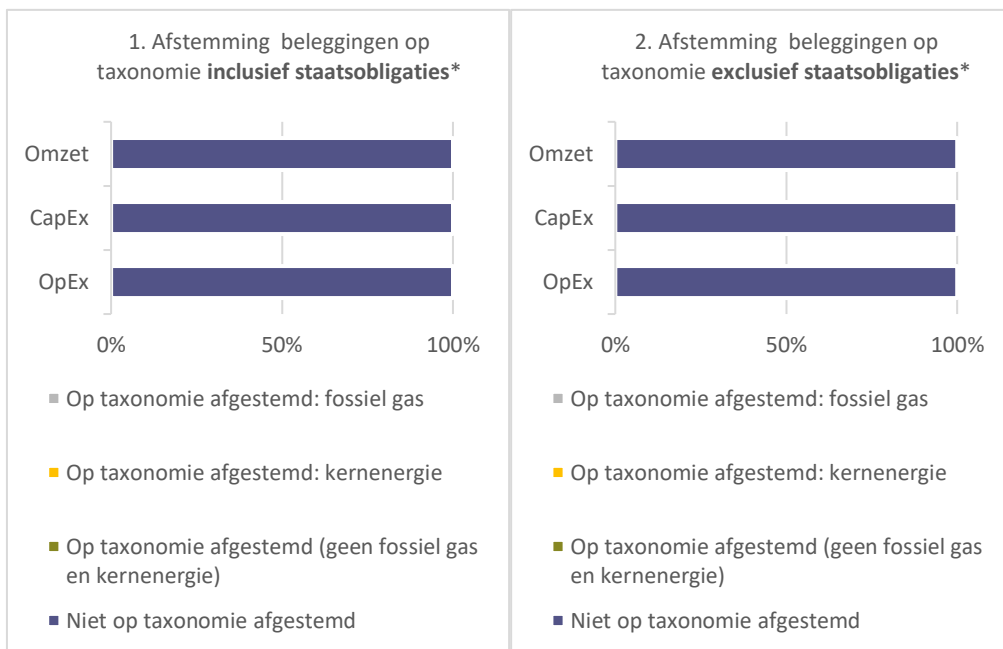 1. Afstemming beleggingen op
taxonomie inclusief staatsobligaties*
Omzet
CapEx
OpEx
0% 50% 100%
Op taxonomie afgestemd: fossiel gas
Op taxonomie afgestemd: kernenergie
Op taxonomie afgestemd (geen fossiel gas
en kernenergie)
Niet op taxonomie afgestemd
2. Afstemming beleggingen op
taxonomie exclusief staatsobligaties*
Omzet
CapEx
OpEx
0% 50% 100%
Op taxonomie afgestemd: fossiel gas
Op taxonomie afgestemd: kernenergie
Op taxonomie afgestemd (geen fossiel gas
en kernenergie)
Niet op taxonomie afgestemd